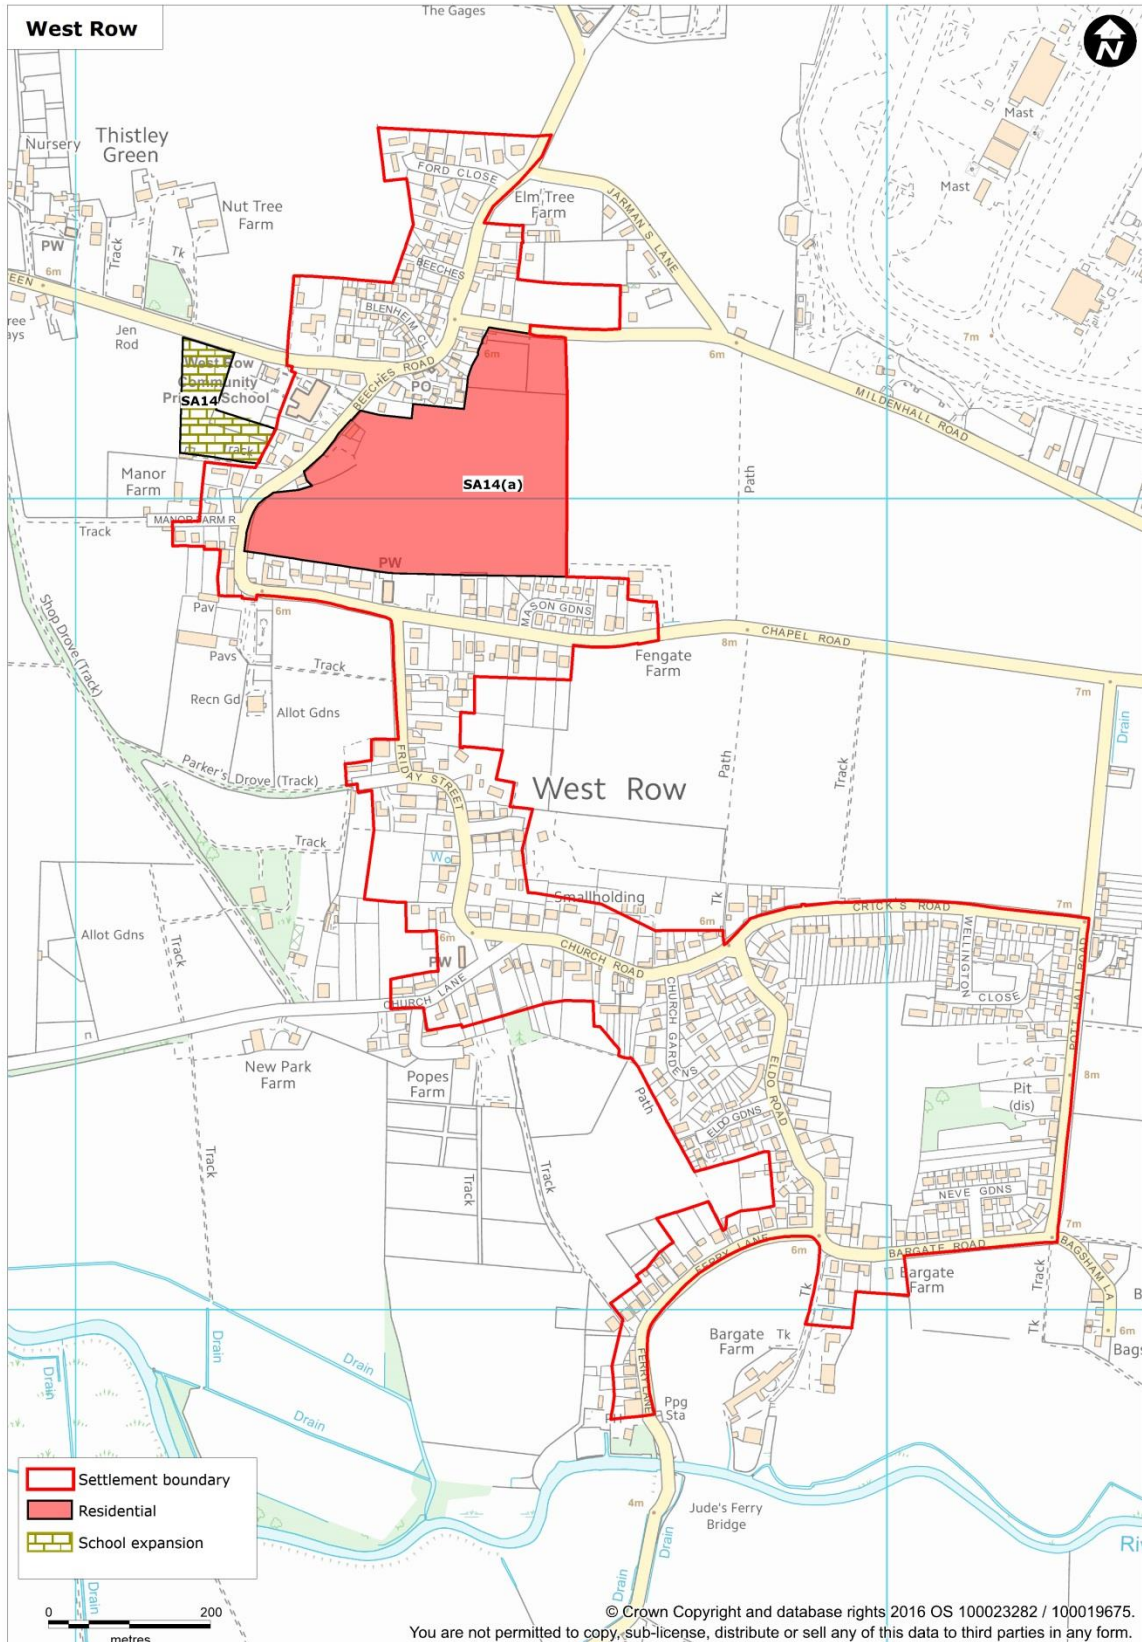 West Row
The Gages
N
Mast
Mast
Nursery
Thistley
Green
FORD CLOSE
Elm Tree
Farm
JARMAN'S LANE
Nut Tree
Farm
Tk
Track
PW
6m
BEECHES
BLENHEIM CL
7m
Jen
Rod
6m
6m
West Row
Community
School
SA14
BEECHES ROAD
PO
MILDENHALL ROAD
Track
Manor
Farm
SA14(a)
Path
MANOR FARM R
Track
PW
Shop Drove (Track)
Pav
6m
MASON GDNS
CHAPEL ROAD
8m
Pavs
Track
Fengate
Farm
7m
Recn Gd
Allot Gdns
Drain
Parker's Drove (Track)
FRIDAY STREET
West Row
Path
Track
Track
W
Smallholding
Tk
CRICK'S ROAD
7m
6m
Allot Gdns
Track
6m
PW
CHURCH ROAD
WELLINGTON
CLOSE
POTT HALL ROAD
CHURCH LANE
CHURCH GARDENS
New Park
Farm
Popes
Farm
ELDO ROAD
8m
Pit
(dis)
Path
ELDO GDNS
Track
Track
Track
NEVE GDNS
7m
FERRY LANE
6m
BARGATE ROAD
BAGSHAM LA
Bargate
Farm
Track
Tk
Tk
6m
Bargate
Farm
Tk
Drain
Drain
Drain
Drain
FERRY LANE
PH
Ppg
Sta
Settlement boundary
Residential
School expansion
4m
Jude's Ferry
Bridge
Drain
Drain
Drain
0 200
metres
© Crown Copyright and database rights 2016 OS 100023282 / 100019675.
You are not permitted to copy, sub-license, distribute or sell any of this data to third parties in any form.